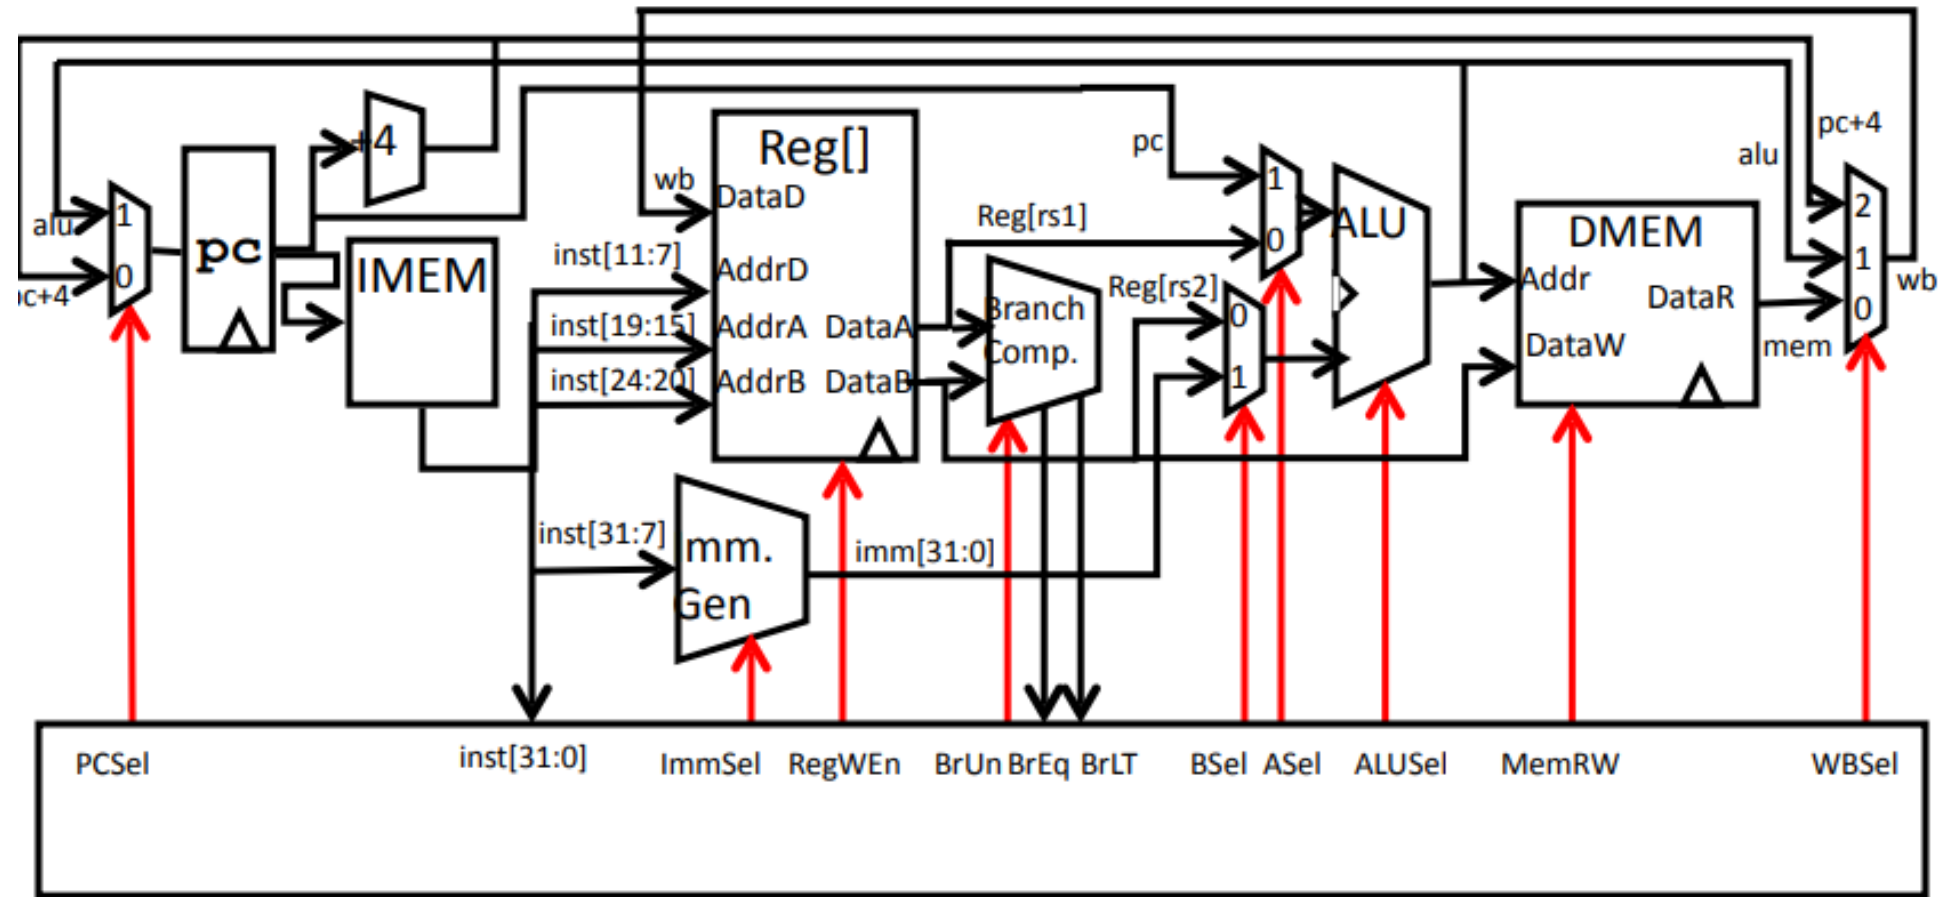 pc+4
alu
pc
+4
Reg[]
wb
DataD
1
alu
pc
IMEM
inst[11:7]
AddrD
Reg[rs1]
1
0
ALU
DMEM
2
1
wb
0
c+4
inst[19:15]
AddrA DataA
Branch
Comp.
Reg[rs2]
0
Addr
DataR
0
mem
inst[24:20]
AddrB DataB
1
DataW
inst[31:7]
mm.
Gen
imm[31:0]
PCSel inst[31:0] ImmSel RegWEn BrUn BrEq BrLT BSel ASel ALUSel MemRW WBSel
alu